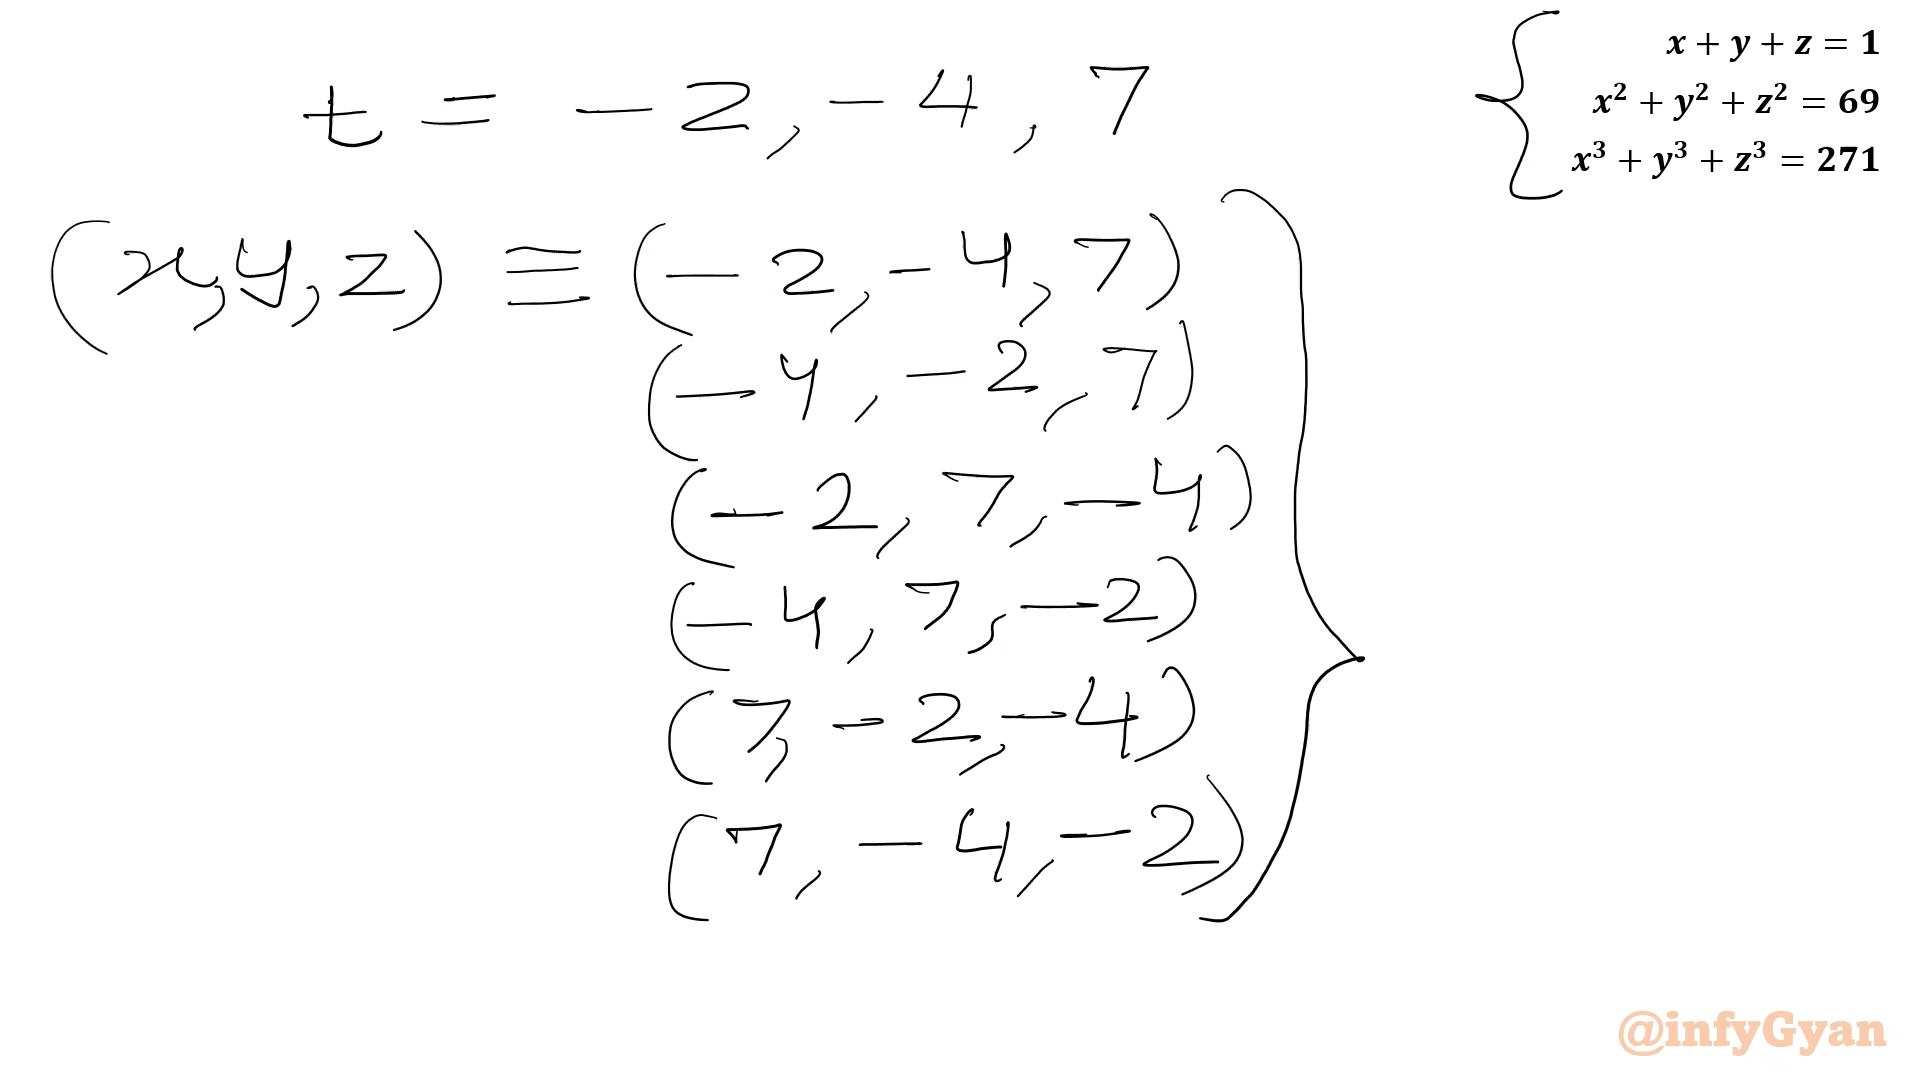 t = -2, -4, 7
x + y + z = 1
x² + y² + z² = 69
x³ + y³ + z³ = 271
(x, y, z) ≡ (-2, -4, 7)
(-4, -2, 7)
(-2, 7, -4)
(-4, 7, -2)
(7, -2, -4)
(7, -4, -2)
@infyGyan